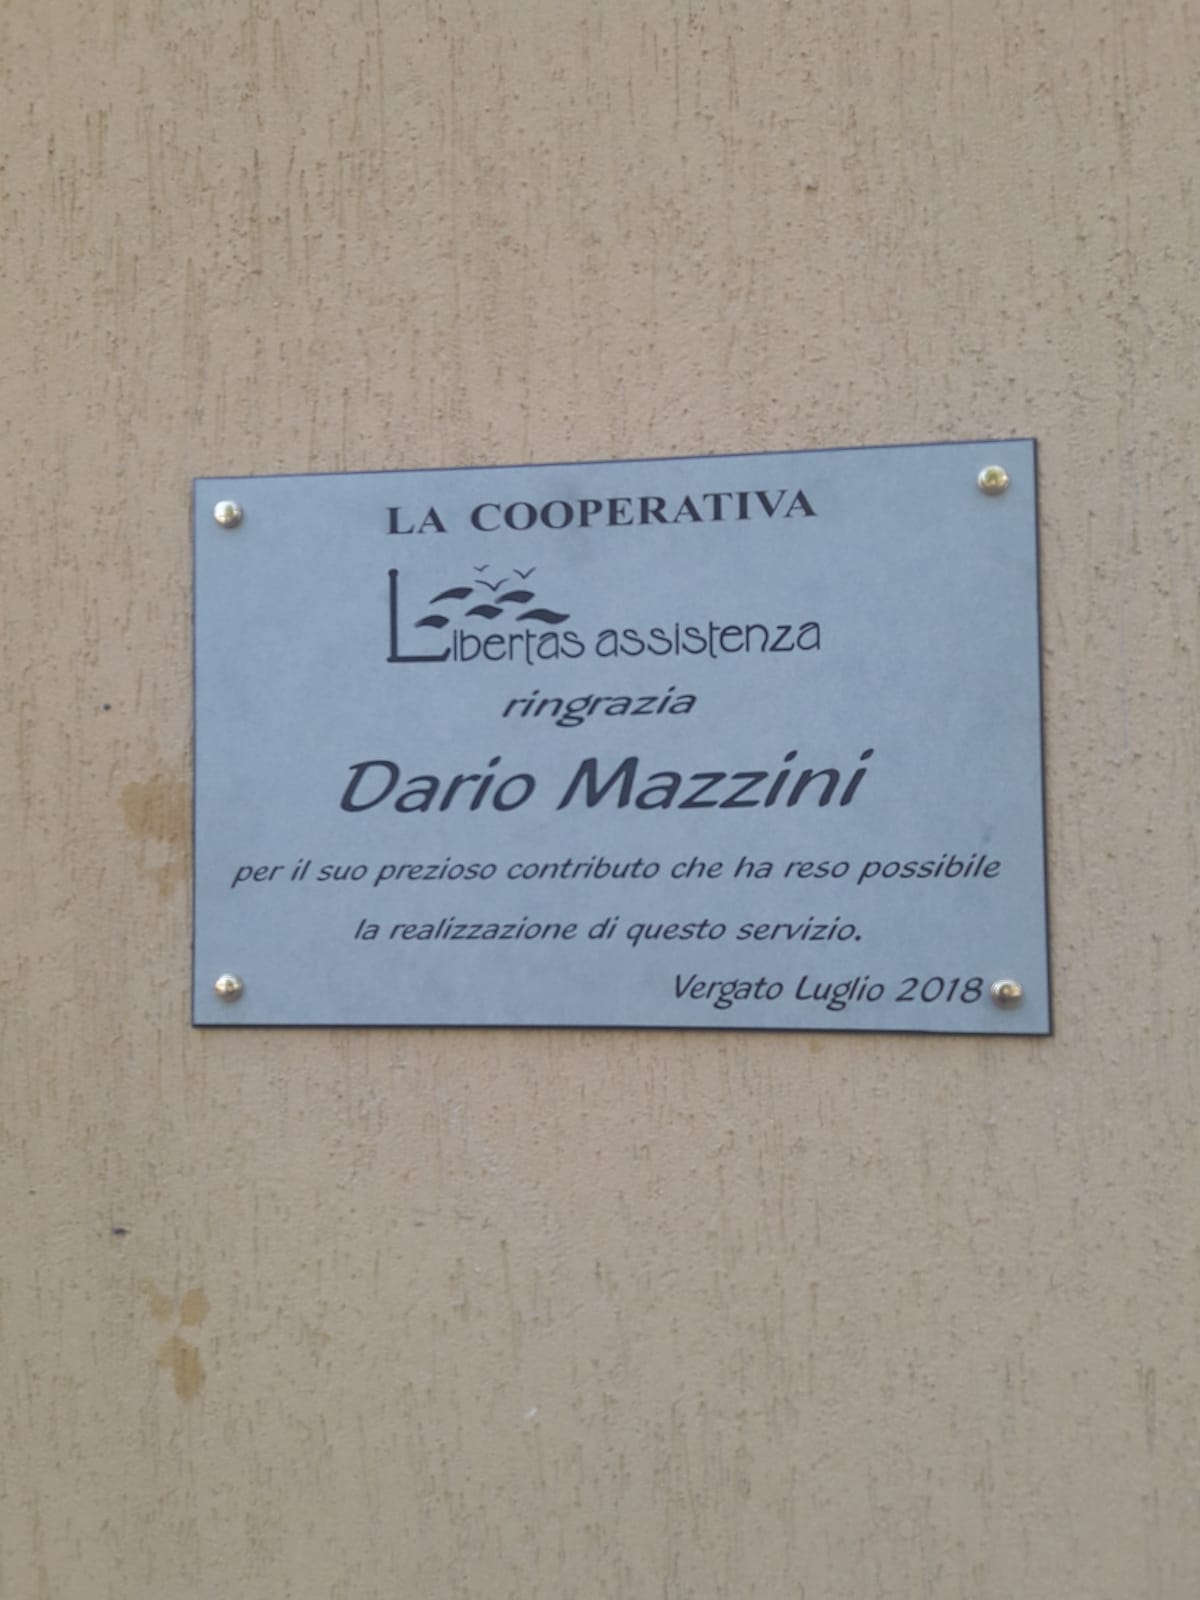 LA COOPERATIVA
Libertas assistenza
ringrazia
Dario Mazzini
per il suo prezioso contributo che ha reso possibile
la realizzazione di questo servizio.
Vergato Luglio 2018